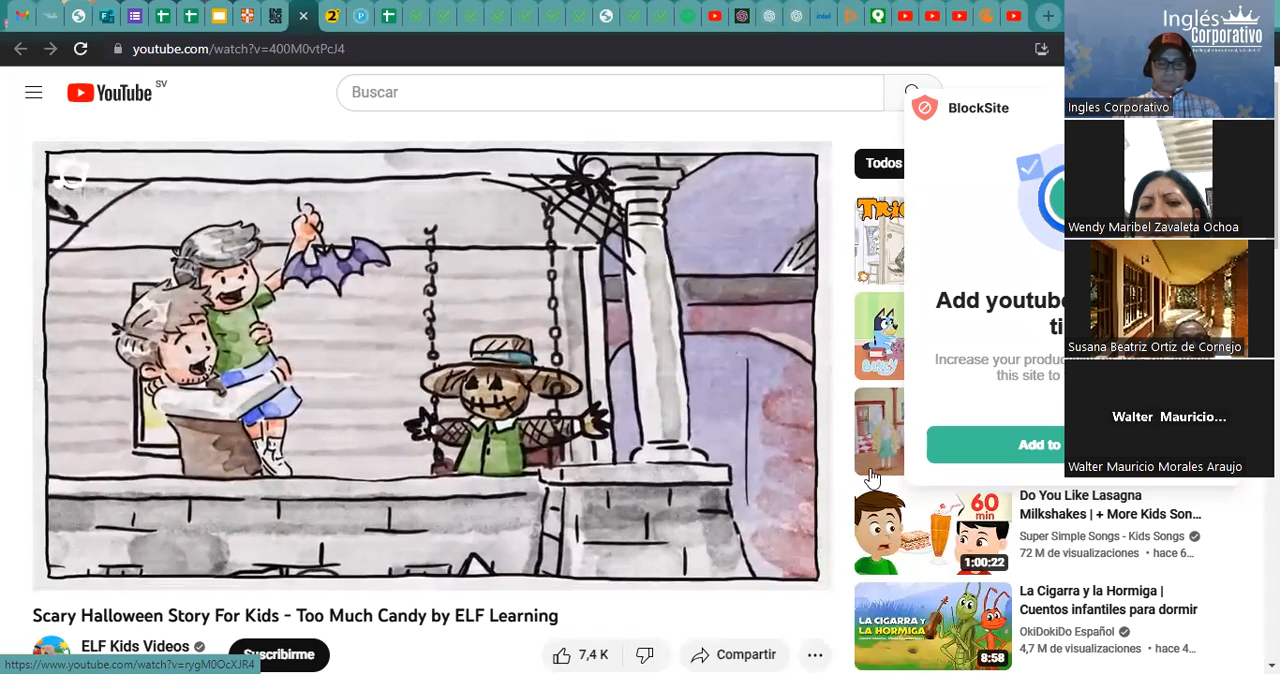 youtube.com/watch?v=400M0vtPcJ4
YouTube SV
Buscar
BlockSite
Todos
Add youtube
Increase your produc
this site to
Add to
Inglés
Corporativo
Ingles Corporativo
Wendy Maribel Zavaleta Ochoa
Susana Beatriz Ortiz de Cornejo
Walter Mauricio...
Walter Mauricio Morales Araujo
60
min
1:00:22
Do You Like Lasagna
Milkshakes | + More Kids Son...
Super Simple Songs - Kids Songs
72 M de visualizaciones • hace 6...
LA CIGARRA Y
LA HORMIGA
8:58
La Cigarra y la Hormiga |
Cuentos infantiles para dormir
OkiDokiDo Español
4,7 M de visualizaciones • hace 4...
Scary Halloween Story For Kids - Too Much Candy by ELF Learning
ELF Kids Videos
Suscribirme
7,4 K
Compartir
https://www.youtube.com/watch?v=rygM0OcXJR4